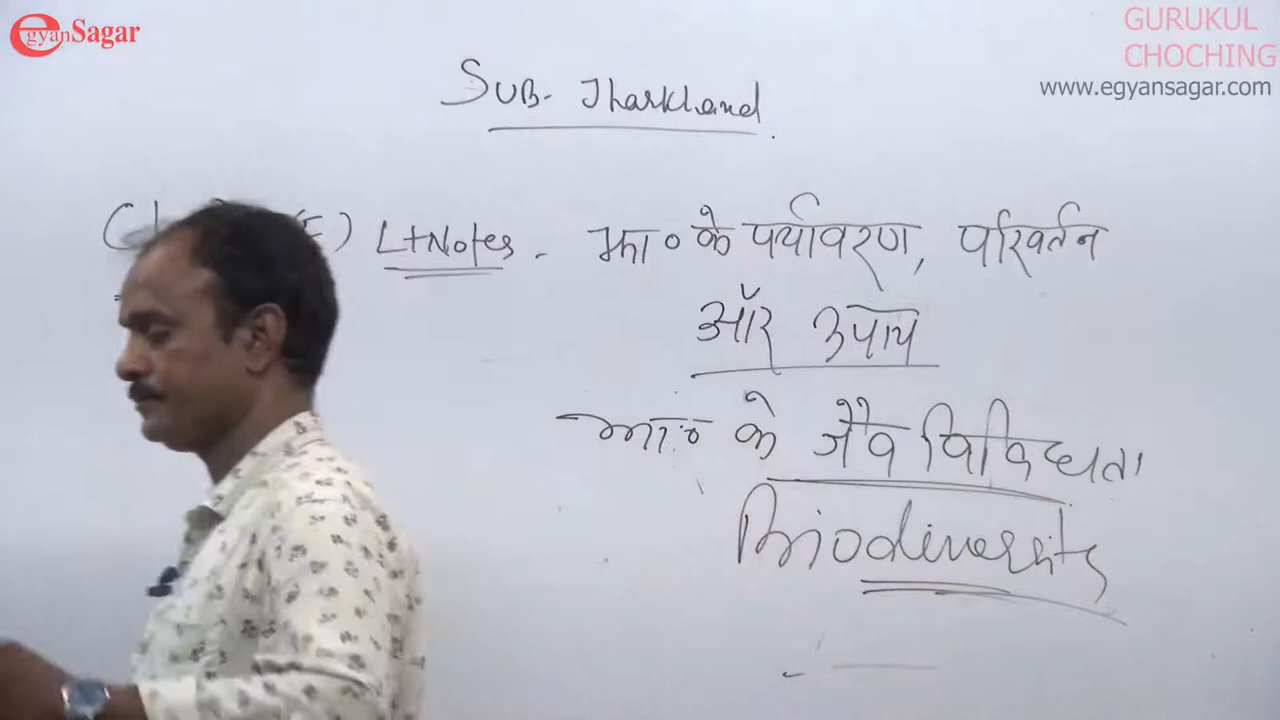 egyanSagar
GURUKUL
CHOCHING
www.egyansagar.com
SUB- Jharkhand
(E) L+Notes - झा० के पर्यावरण, परिवर्तन
और उपाय
झा० के जैव विविधता
Biodiversity